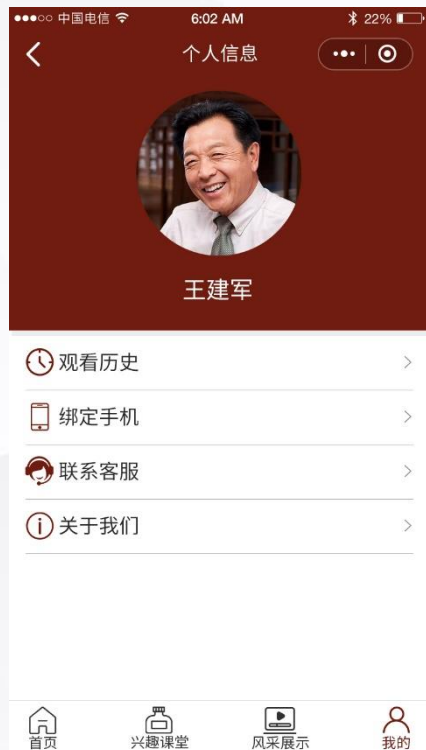 中国电信 6:02 AM 22%
个人信息
王建军
观看历史
绑定手机
联系客服
关于我们
首页 兴趣课堂 风采展示 我的